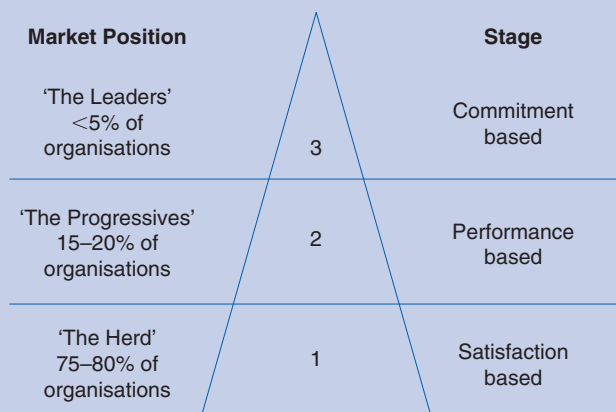 Market Position
Stage
'The Leaders'
<5% of
organisations
3
Commitment
based
'The Progressives'
15–20% of
organisations
2
Performance
based
'The Herd'
75–80% of
organisations
1
Satisfaction
based